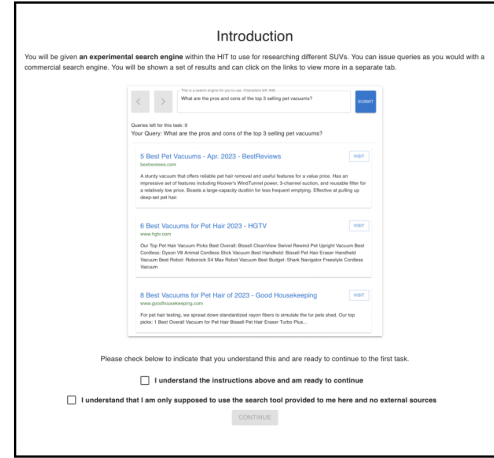 Introduction
You will be given an experimental search engine within the HIT to use for researching different SUVs. You can issue queries as you would with a
commercial search engine. You will be shown a set of results and can click on the links to view more in a separate tab.
This is a search engine for you to use. Characters left:
What are the pros and cons of the top 3 selling pet vacuums?
SUBMIT
Queries left for this task: 8
Your Query: What are the pros and cons of the top 3 selling pet vacuums?
5 Best Pet Vacuums - Apr. 2023 - BestReviews
VISIT
bestreviews.com
A sturdy vacuum that offers reliable pet hair removal and useful features for a value price. Has an
impressive set of features including Hoover's WindTunnel power, 3-channel suction, and reusable filter for
a relatively low price. Boasts a large-capacity dustbin for less frequent emptying. Effective at pulling up
deep-set pet hair.
6 Best Vacuums for Pet Hair 2023 - HGTV
VISIT
www.hgtv.com
Our Top Pet Hair Vacuum Picks Best Overall: Bissell CleanView Swivel Rewind Pet Upright Vacuum Best
Cordless: Dyson V8 Animal Cordless Stick Vacuum Best Handheld: Bissell Pet Hair Eraser Handheld
Vacuum Best Robot: Roborock S4 Max Robot Vacuum Best Budget: Shark Navigator Freestyle Cordless
Vacuum
8 Best Vacuums for Pet Hair of 2023 - Good Housekeeping
VISIT
www.goodhousekeeping.com
For pet hair testing, we spread down standardized rayon fibers to simulate the fur pets shed. Our top
picks: 1 Best Overall Vacuum for Pet Hair Bissell Pet Hair Eraser Turbo Plus...
Please check below to indicate that you understand this and are ready to continue to the first task.
I understand the instructions above and am ready to continue
I understand that I am only supposed to use the search tool provided to me here and no external sources
CONTINUE